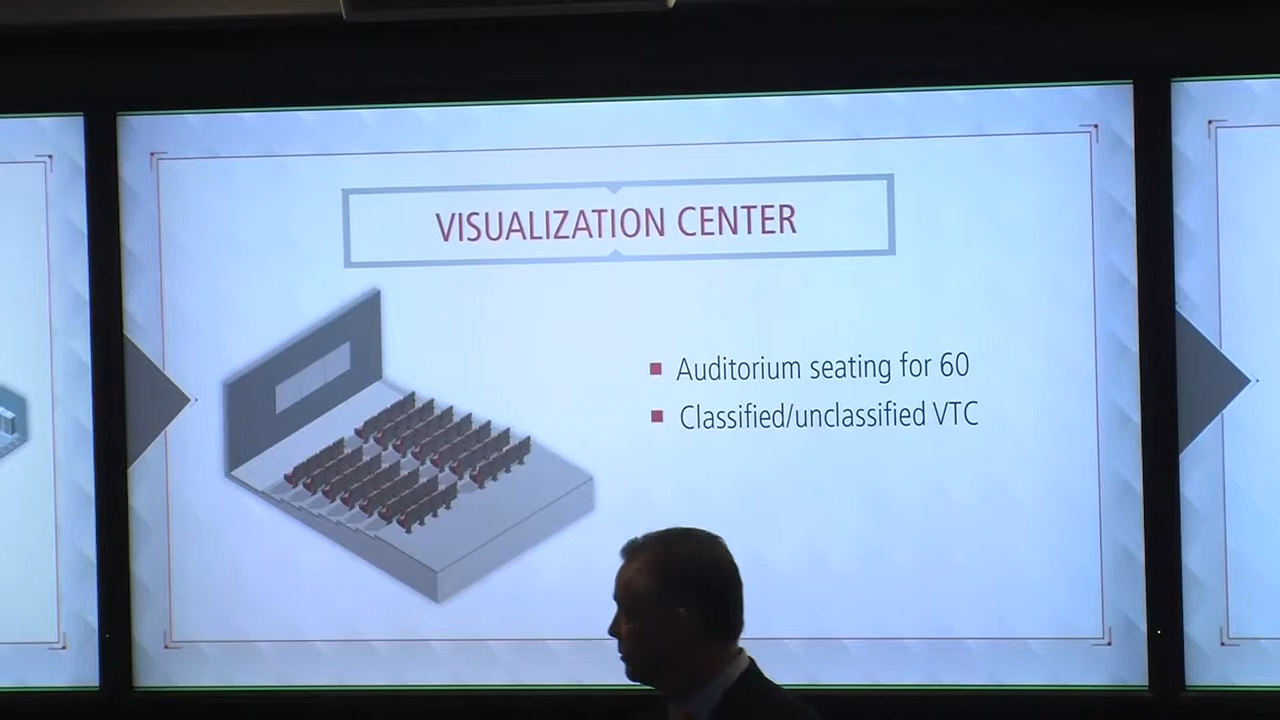 VISUALIZATION CENTER
Auditorium seating for 60
Classified/unclassified VTC